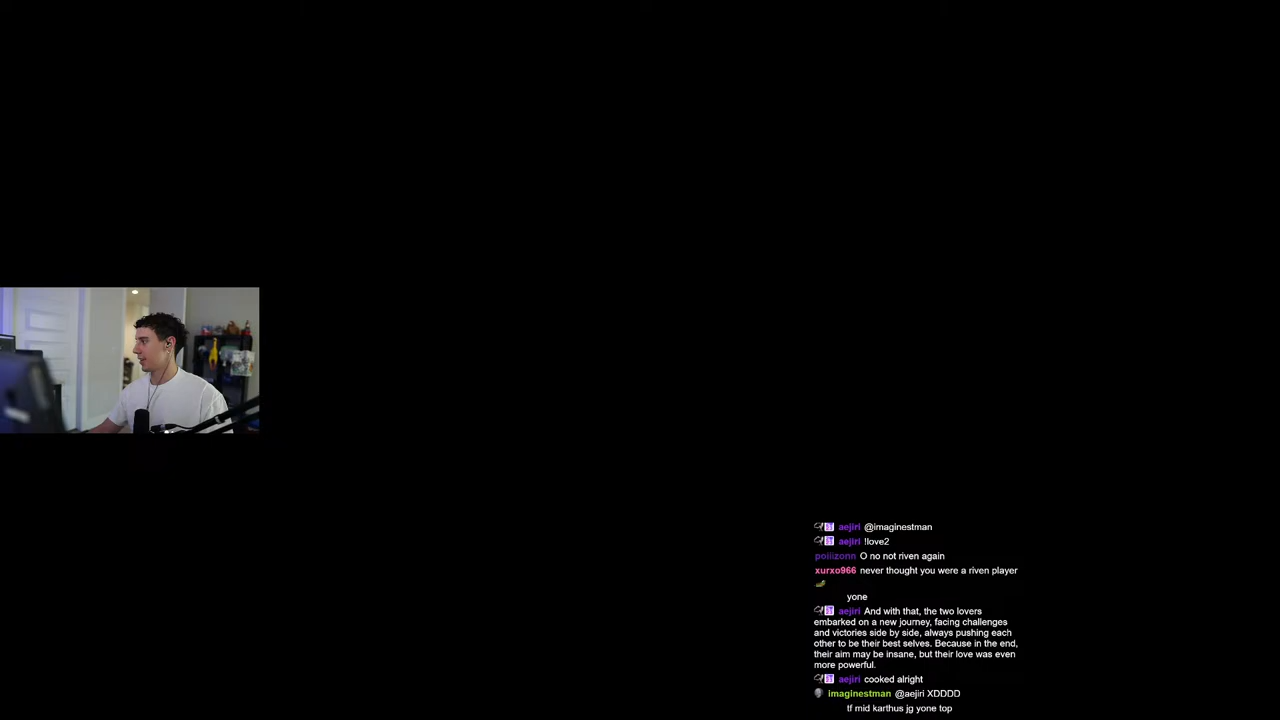 aejiri @imaginestman
aejiri !love2
poiiizonn O no not riven again
xurxo966 never thought you were a riven player
yone
aejiri And with that, the two lovers
embarked on a new journey, facing challenges
and victories side by side, always pushing each
other to be their best selves. Because in the end,
their aim may be insane, but their love was even
more powerful.
aejiri cooked alright
imaginestman @aejiri XDDDD
tf mid karthus jg yone top